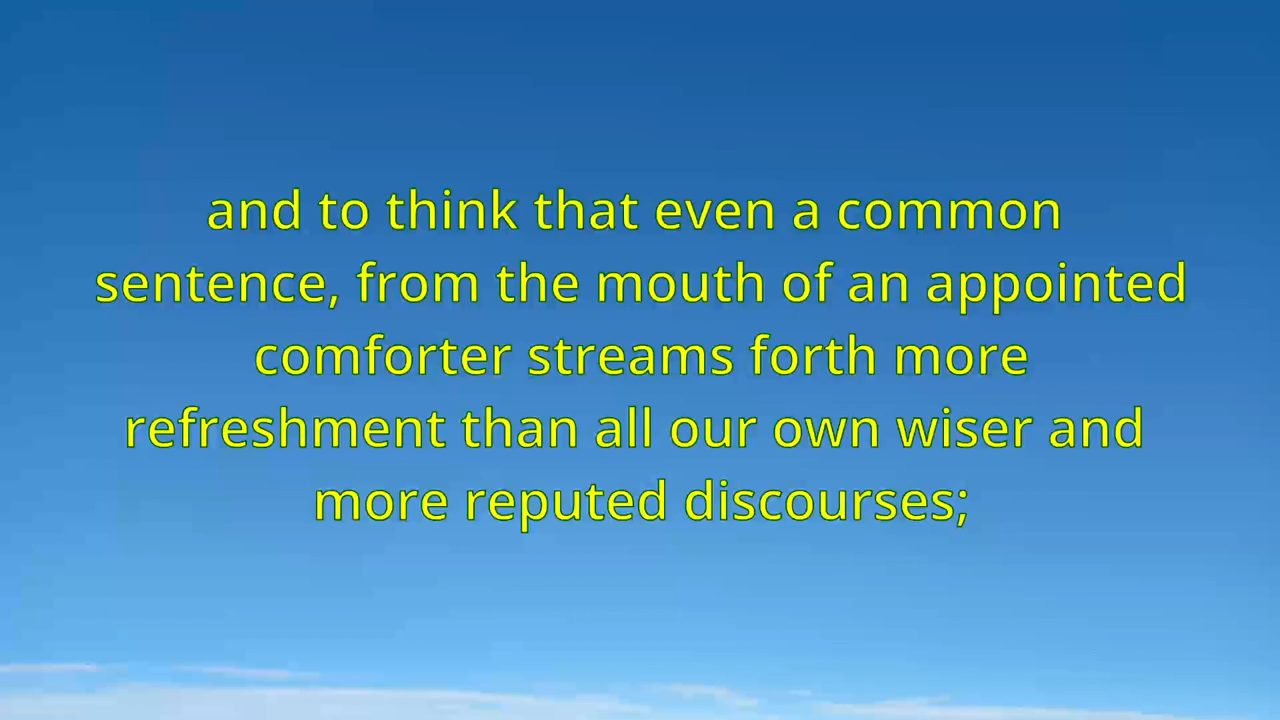 and to think that even a common
sentence, from the mouth of an appointed
comforter streams forth more
refreshment than all our own wiser and
more reputed discourses;